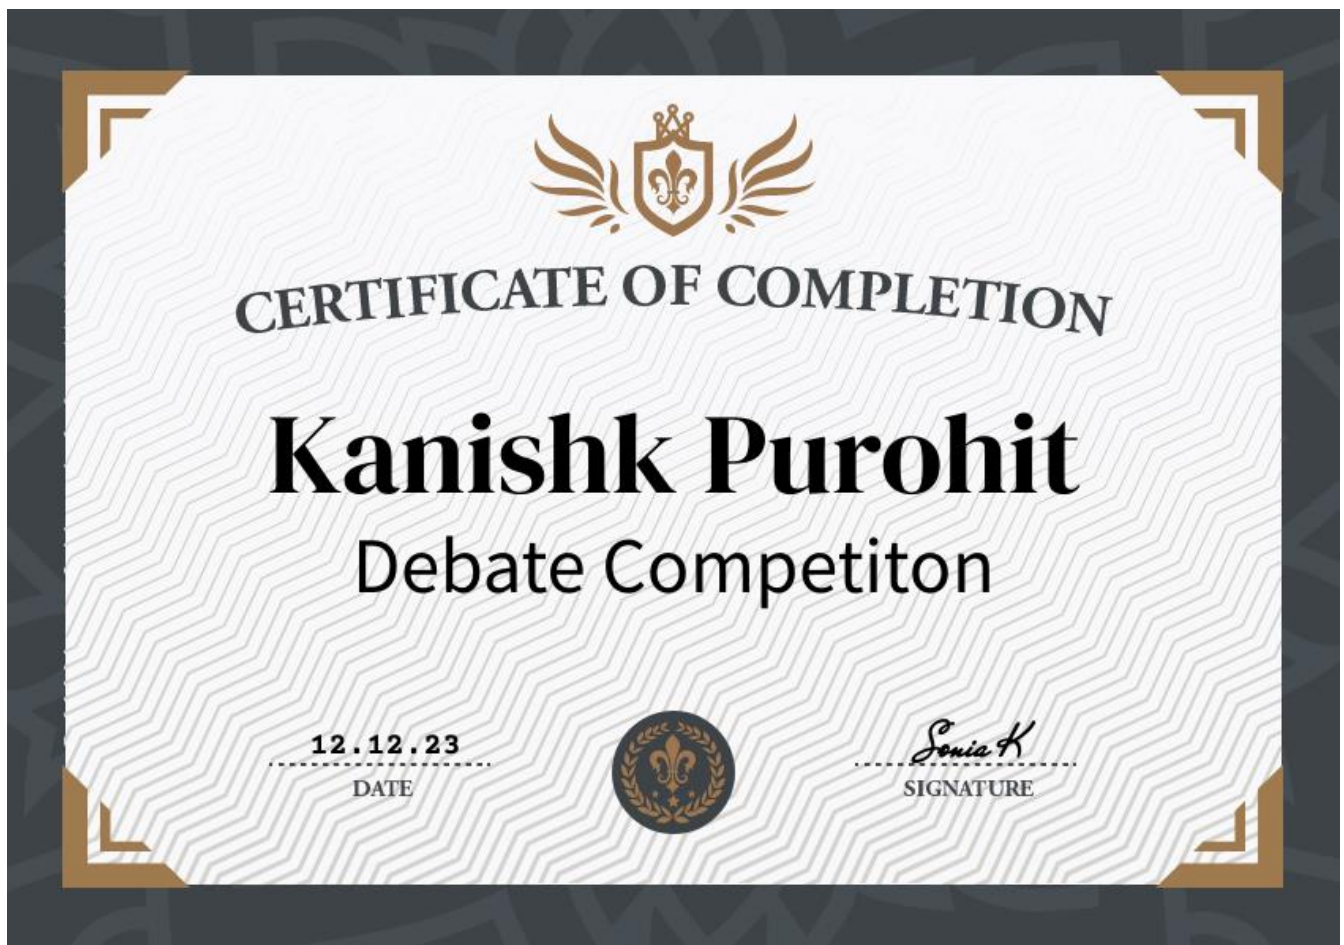 CERTIFICATE OF COMPLETION
Kanishk Purohit
Debate Competiton
12.12.23
DATE
Sonia K
SIGNATURE